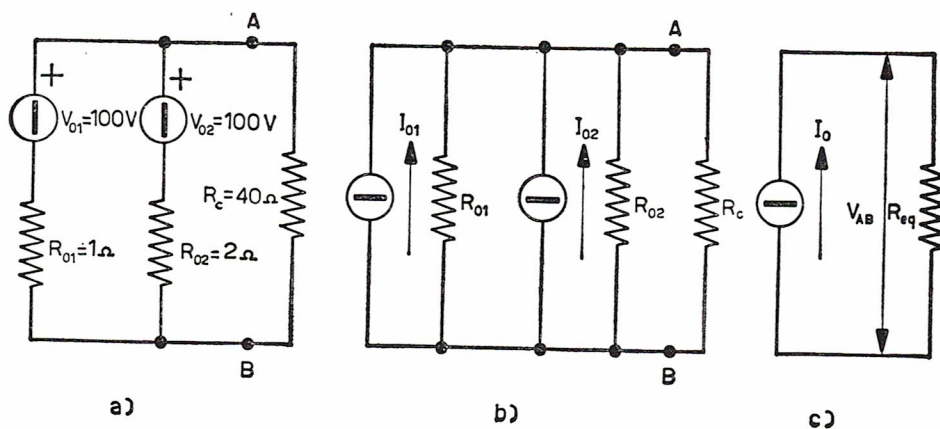 A
+
V01=100V
+
V02=100V
Rc=40Ω
R01=1Ω
R02=2Ω
B
a)
A
I01
R01
I02
R02
Rc
B
b)
I0
VAB
Req
c)